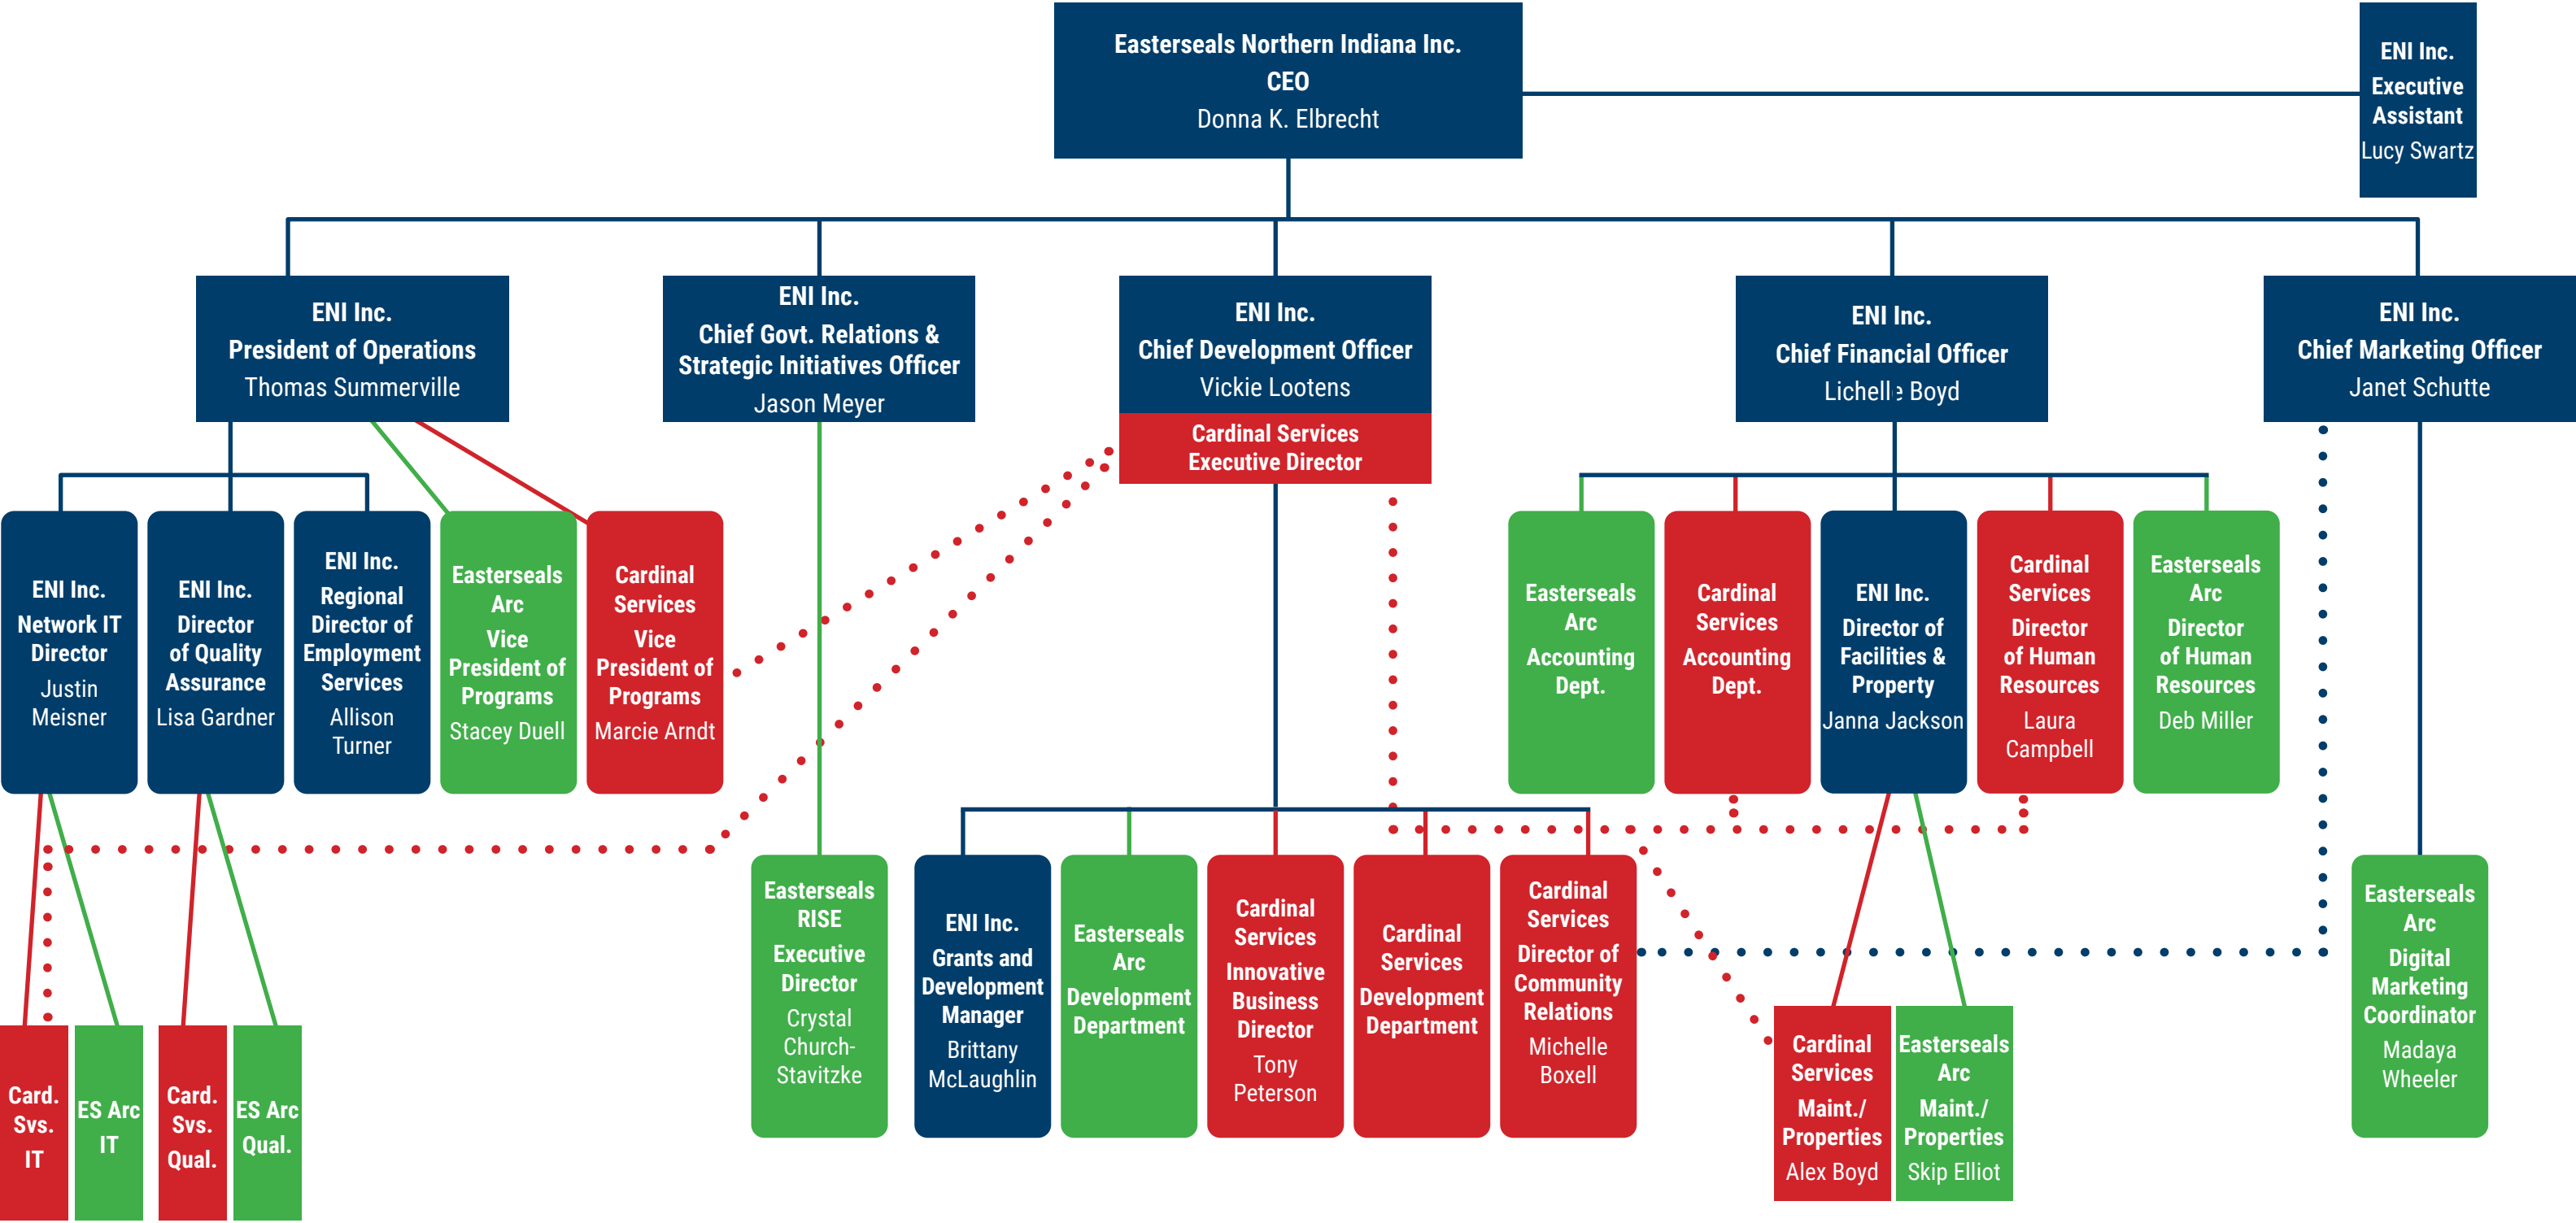 Easterseals Northern Indiana Inc.
CEO
Donna K. Elbrecht
ENI Inc.
Executive
Assistant
Lucy Swartz
ENI Inc.
President of Operations
Thomas Summerville
ENI Inc.
Chief Govt. Relations &
Strategic Initiatives Officer
Jason Meyer
ENI Inc.
Chief Development Officer
Vickie Lootens
Cardinal Services
Executive Director
ENI Inc.
Chief Financial Officer
Lichelle Boyd
ENI Inc.
Chief Marketing Officer
Janet Schutte
ENI Inc.
Network IT
Director
Justin
Meisner
ENI Inc.
Director
of Quality
Assurance
Lisa Gardner
ENI Inc.
Regional
Director of
Employment
Services
Allison
Turner
Easterseals
Arc
Vice
President of
Programs
Stacey Duell
Cardinal
Services
Vice
President of
Programs
Marcie Arndt
Easterseals
Arc
Accounting
Dept.
Cardinal
Services
Accounting
Dept.
ENI Inc.
Director of
Facilities &
Property
Janna Jackson
Cardinal
Services
Director
of Human
Resources
Laura
Campbell
Easterseals
Arc
Director
of Human
Resources
Deb Miller
Easterseals
RISE
Executive
Director
Crystal
Church-
Stavitzke
ENI Inc.
Grants and
Development
Manager
Brittany
McLaughlin
Easterseals
Arc
Development
Department
Cardinal
Services
Innovative
Business
Director
Tony
Peterson
Cardinal
Services
Development
Department
Cardinal
Services
Director of
Community
Relations
Michelle
Boxell
Easterseals
Arc
Digital
Marketing
Coordinator
Madaya
Wheeler
Card.
Svs.
IT
ES Arc
IT
Card.
Svs.
Qual.
ES Arc
Qual.
Cardinal
Services
Maint./
Properties
Alex Boyd
Easterseals
Arc
Maint./
Properties
Skip Elliot